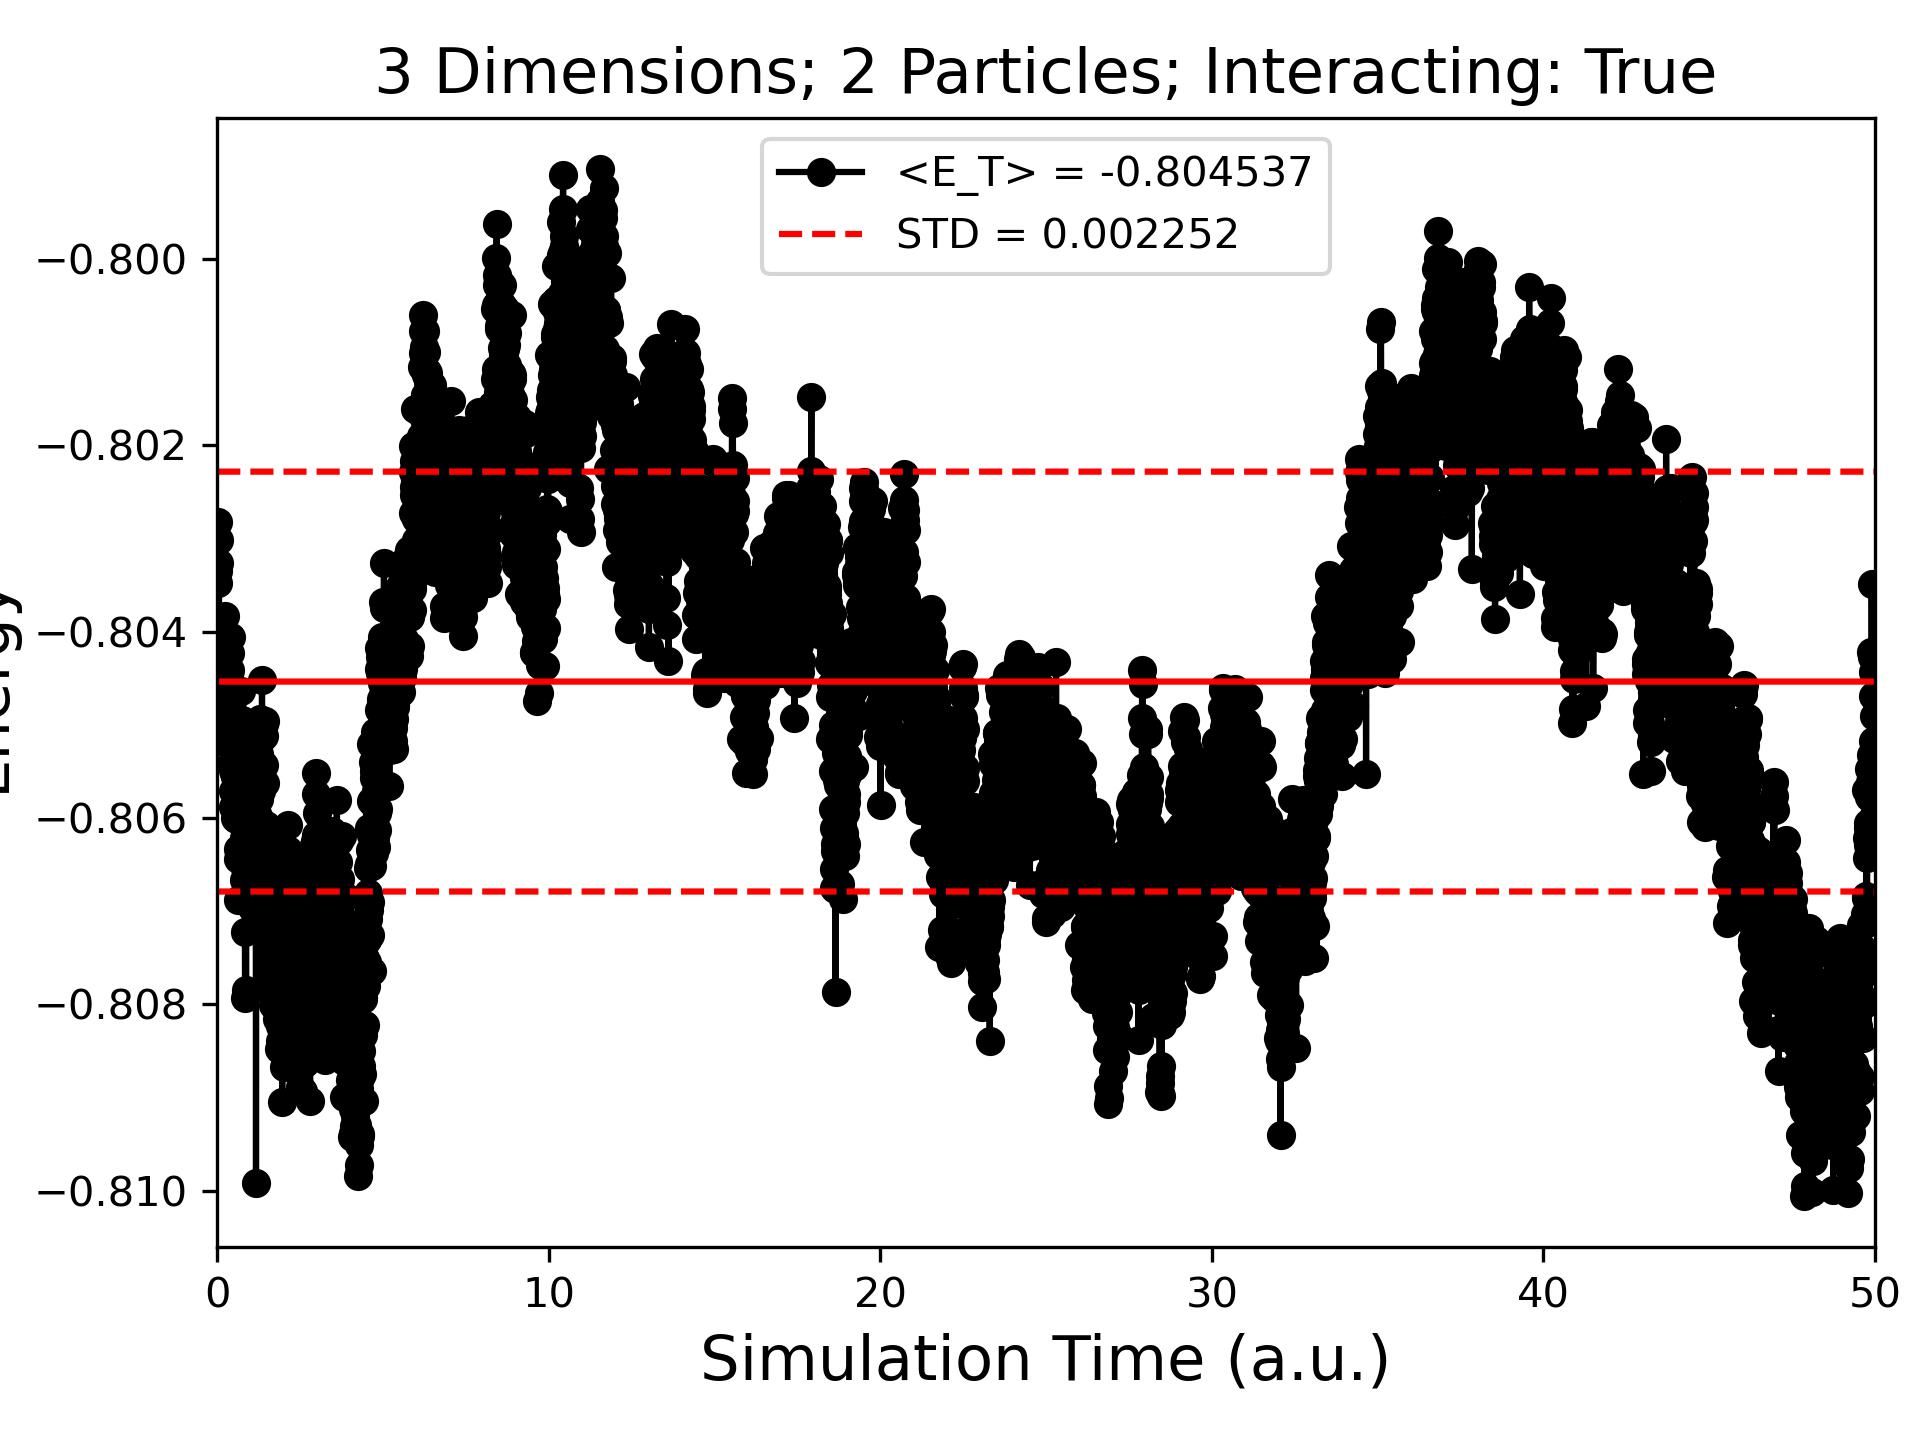 3 Dimensions; 2 Particles; Interacting: True
<E_T> = -0.804537
STD = 0.002252
−0.800
−0.802
−0.804
−0.806
−0.808
−0.810
0 10 20 30 40 50
Simulation Time (a.u.)